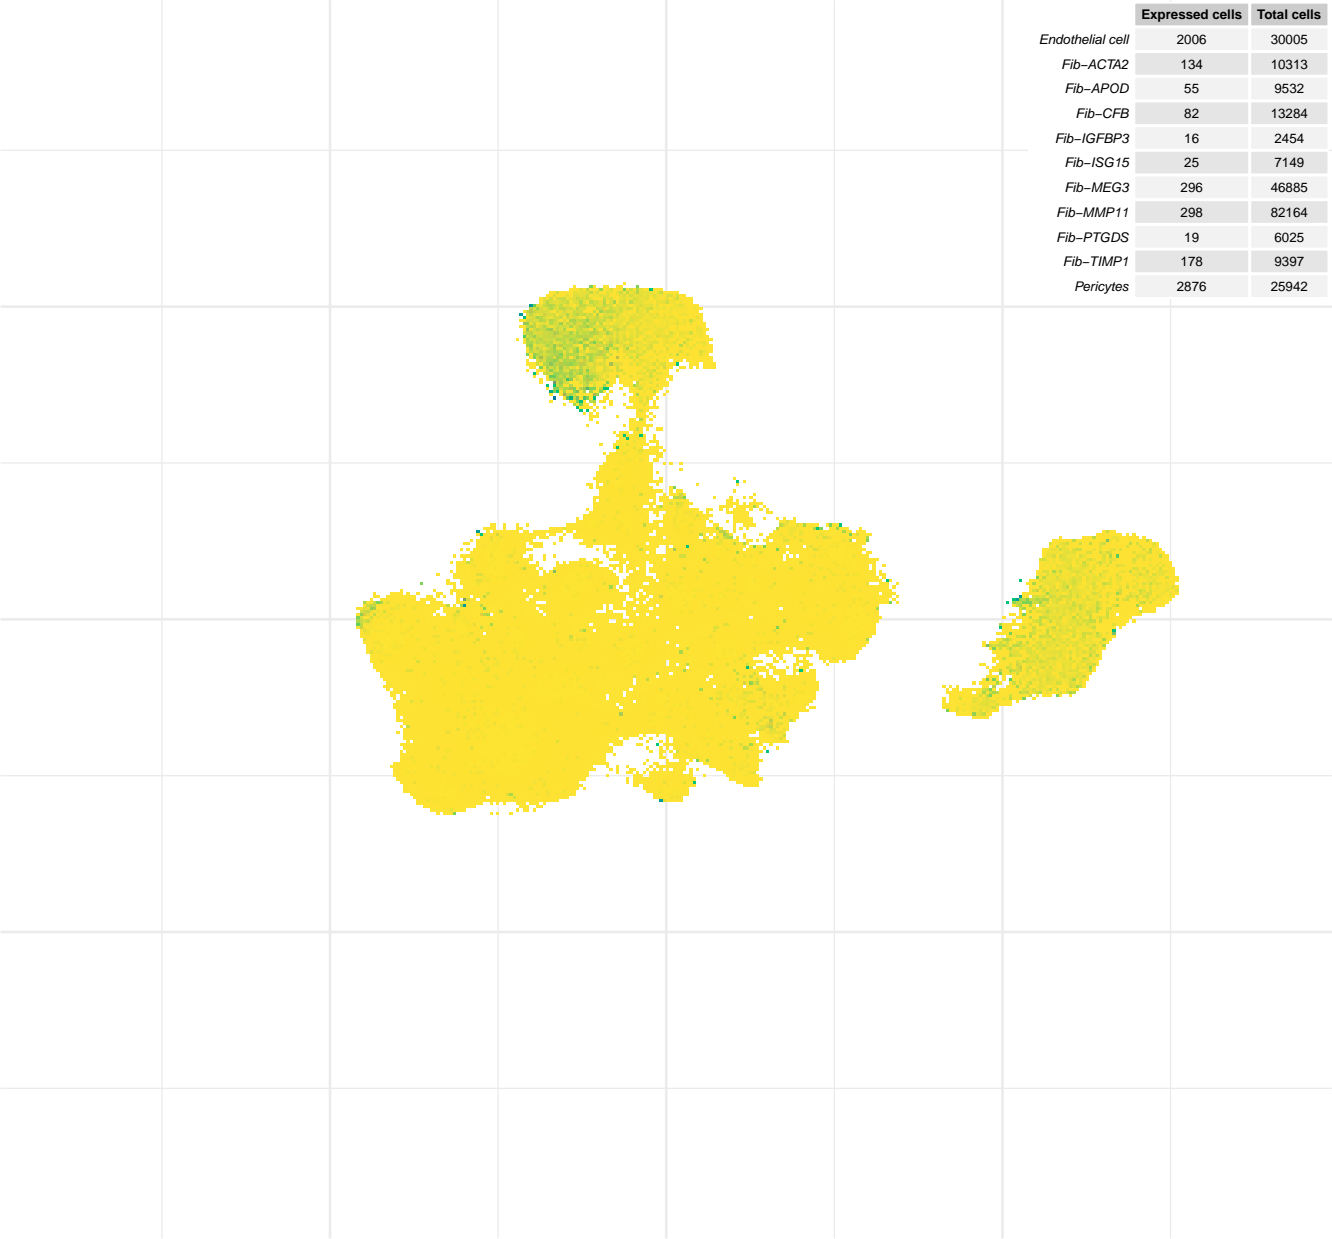 Expressed cells Total cells
Endothelial cell 2006 30005
Fib−ACTA2 134 10313
Fib−APOD 55 9532
Fib−CFB 82 13284
Fib−IGFBP3 16 2454
Fib−ISG15 25 7149
Fib−MEG3 296 46885
Fib−MMP11 298 82164
Fib−PTGDS 19 6025
Fib−TIMP1 178 9397
Pericytes 2876 25942